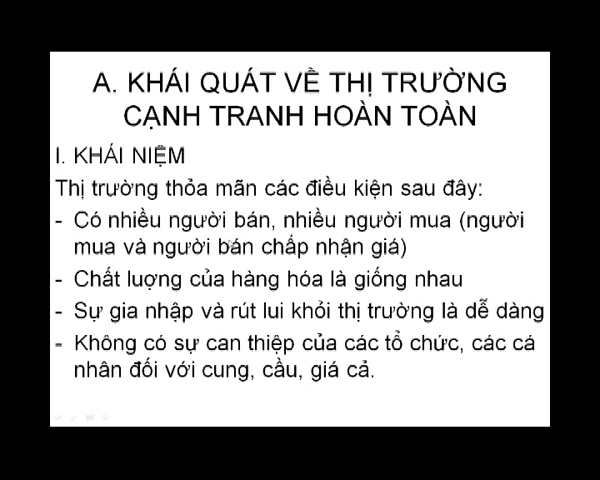 A. KHÁI QUÁT VỀ THỊ TRƯỜNG
CẠNH TRANH HOÀN TOÀN
I. KHÁI NIỆM
Thị trường thỏa mãn các điều kiện sau đây:
- Có nhiều người bán, nhiều người mua (người
mua và người bán chấp nhận giá)
- Chất lượng của hàng hóa là giống nhau
- Sự gia nhập và rút lui khỏi thị trường là dễ dàng
- Không có sự can thiệp của các tổ chức, các cá
nhân đối với cung, cầu, giá cả.